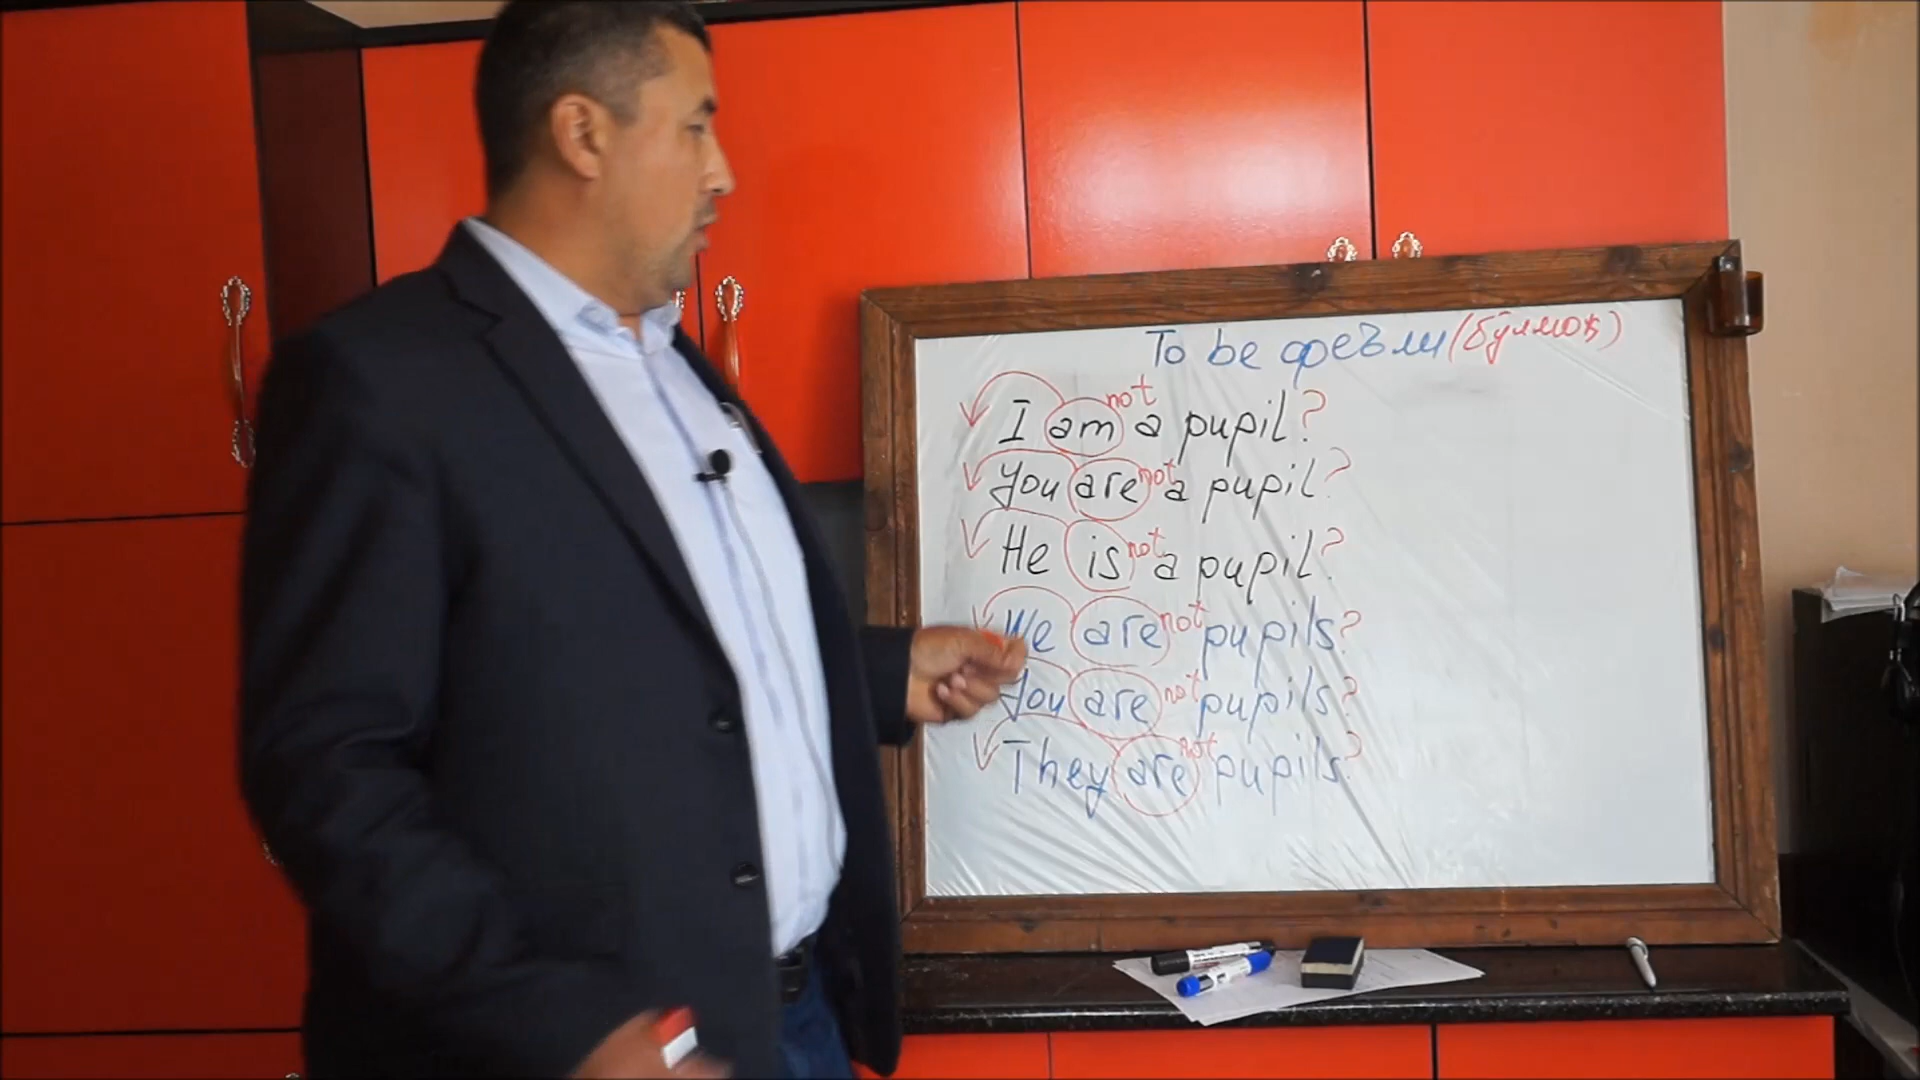 To be феъли (бўлмоқ)
I am not a pupil?
You are not a pupil?
He is not a pupil?
We are not pupils?
You are not pupils?
They are not pupils?